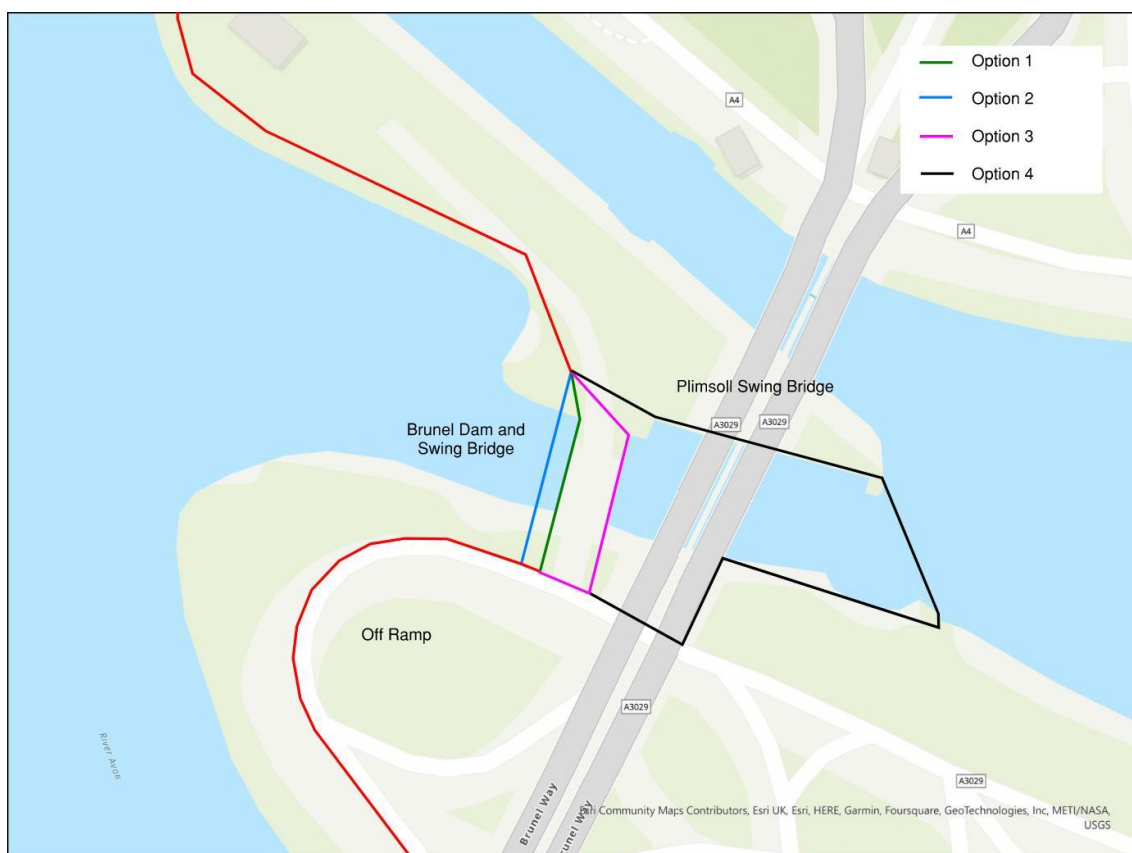 Option 1
Option 2
Option 3
Option 4
A4
A4
Plimsoll Swing Bridge
A3029
A3029
Brunel Dam and
Swing Bridge
Off Ramp
A3029
River Avon
A3029
Brunel Way
Brunel Way
Esri Community Maps Contributors, Esri UK, Esri, HERE, Garmin, Foursquare, GeoTechnologies, Inc, METI/NASA,
USGS